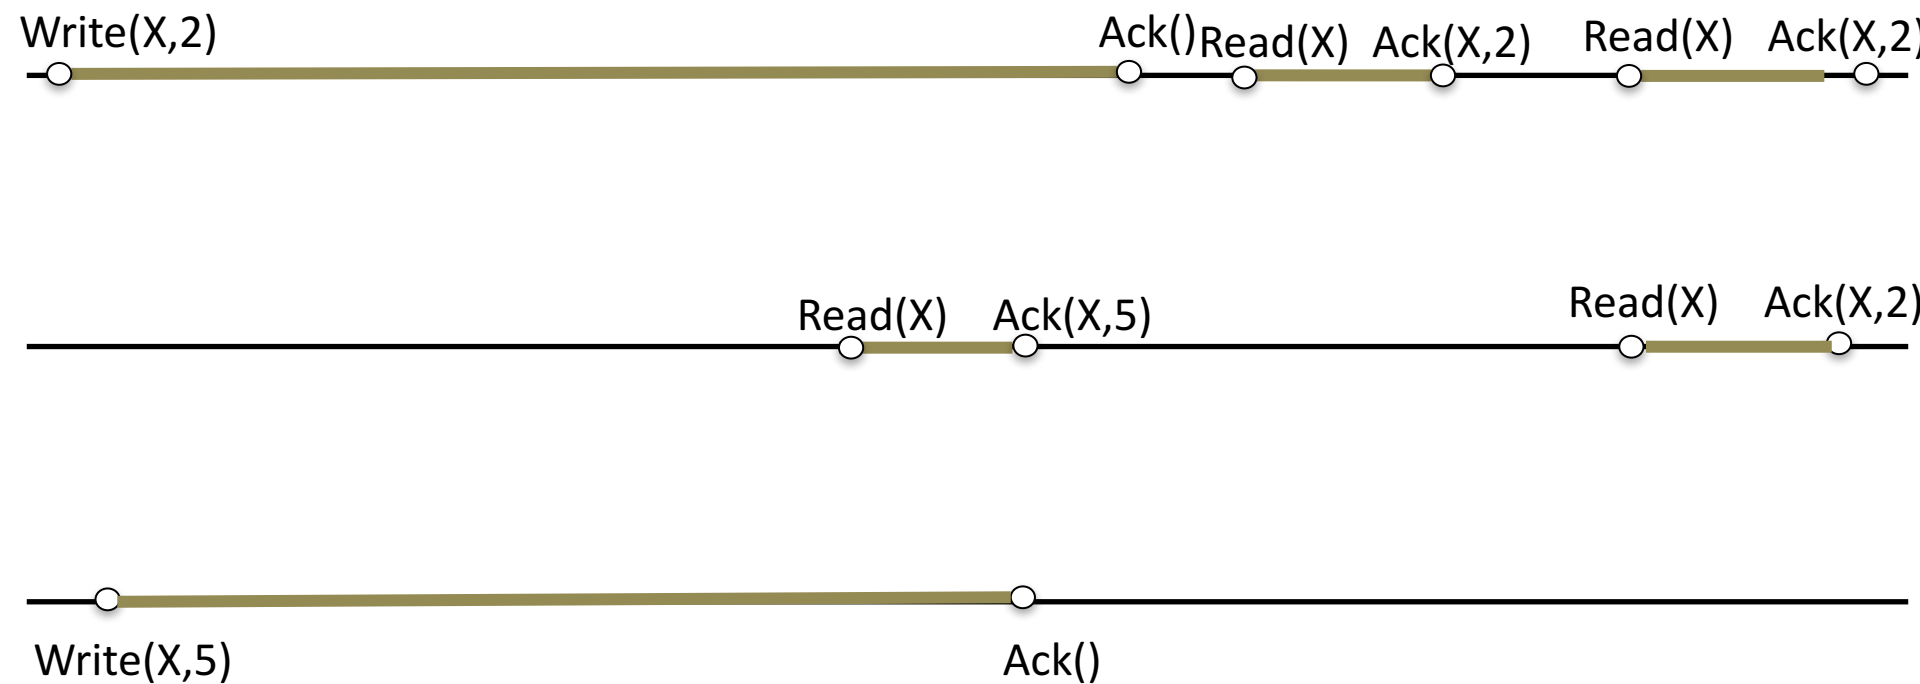 Write(X,2) Ack() Read(X) Ack(X,2) Read(X) Ack(X,2)
Read(X) Ack(X,5) Read(X) Ack(X,2)
Write(X,5) Ack()